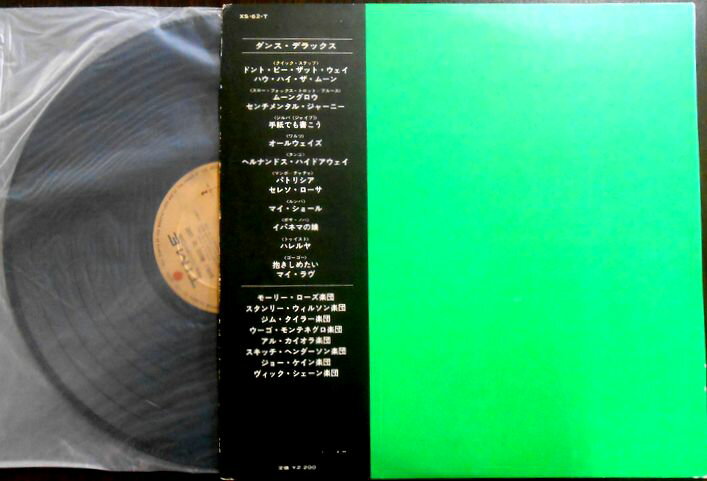 XS-62-T
ダンス・デラックス
(クイック・ステップ)
ドント・ビー・ザット・ウェイ
ハウ・ハイ・ザ・ムーン
(スロー・フォックス・トロット・ブルース)
ムーングロウ
センチメンタル・ジャーニー
(ジルバ(ジャイブ))
手紙でも書こう
(ワルツ)
オールウェイズ
(タンゴ)
ヘルナンドス・ハイドアウェイ
(マンボ・チャチャ)
パトリシア
セレソ・ローサ
(ルンバ)
マイ・ショール
(ボサ・ノバ)
イパネマの娘
(トゥイスト)
ハレルヤ
(ゴーゴー)
抱きしめたい
マイ・ラヴ
モーリー・ローズ楽団
スタンリー・ウィルソン楽団
ジム・タイラー楽団
ウーゴ・モンテネグロ楽団
アル・カイオラ楽団
スキッチ・ヘンダーソン楽団
ジョー・ケイン楽団
ヴィック・シェーン楽団
定価 ¥2200
TIME